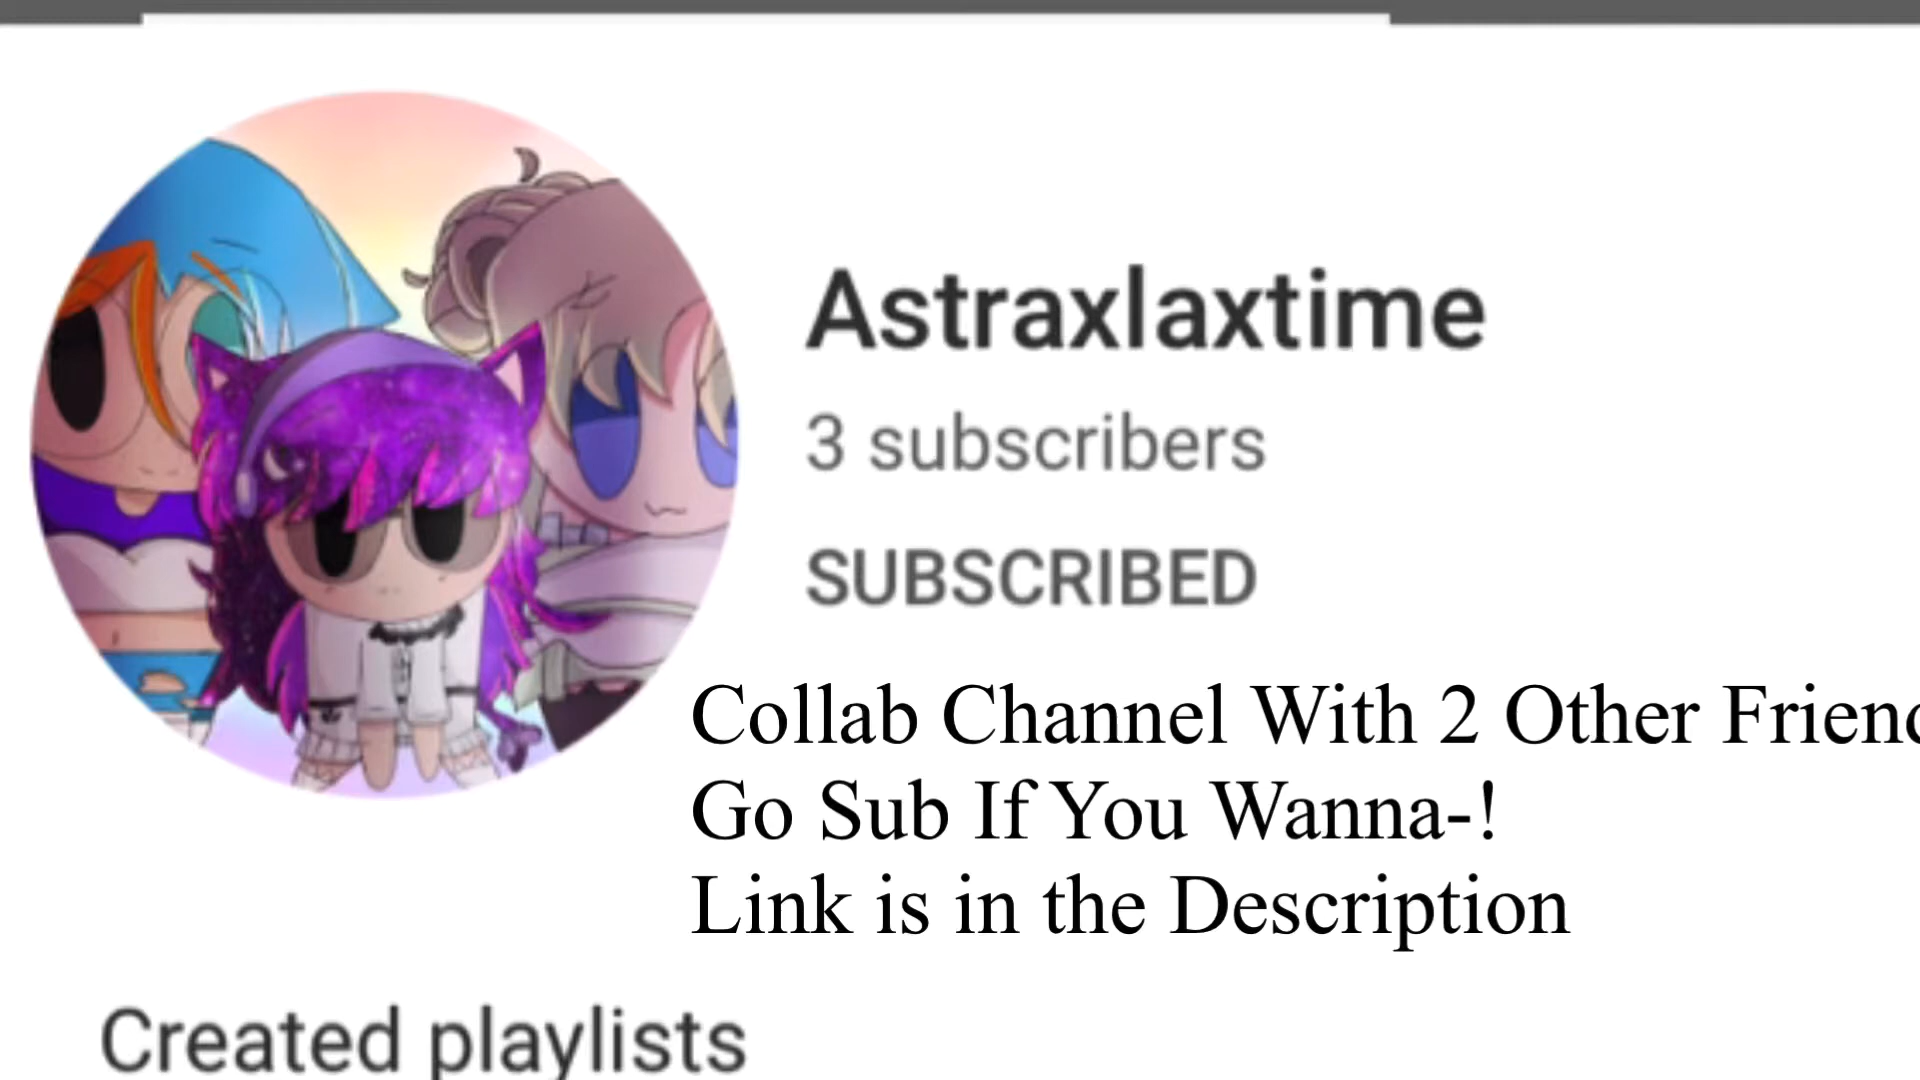 Astraxlaxtime
3 subscribers
SUBSCRIBED
Collab Channel With 2 Other Frien
Go Sub If You Wanna-!
Link is in the Description
Created playlists